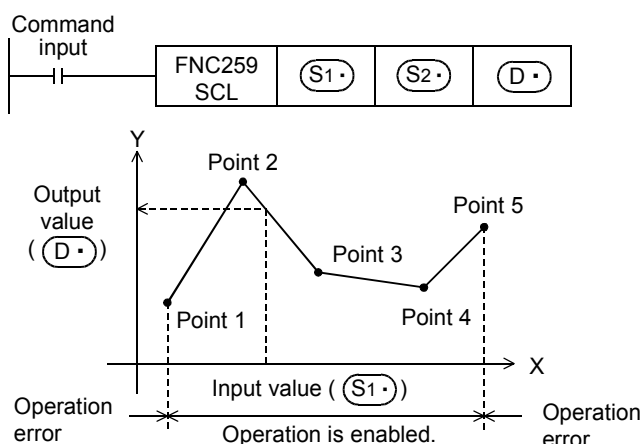 Command
input
FNC259
SCL
S1・
S2・
D・
Y
Point 2
Output
value
( D・ )
Point 5
Point 3
Point 1
Point 4
X
Input value ( S1・ )
Operation
error
Operation is enabled.
Operation
error